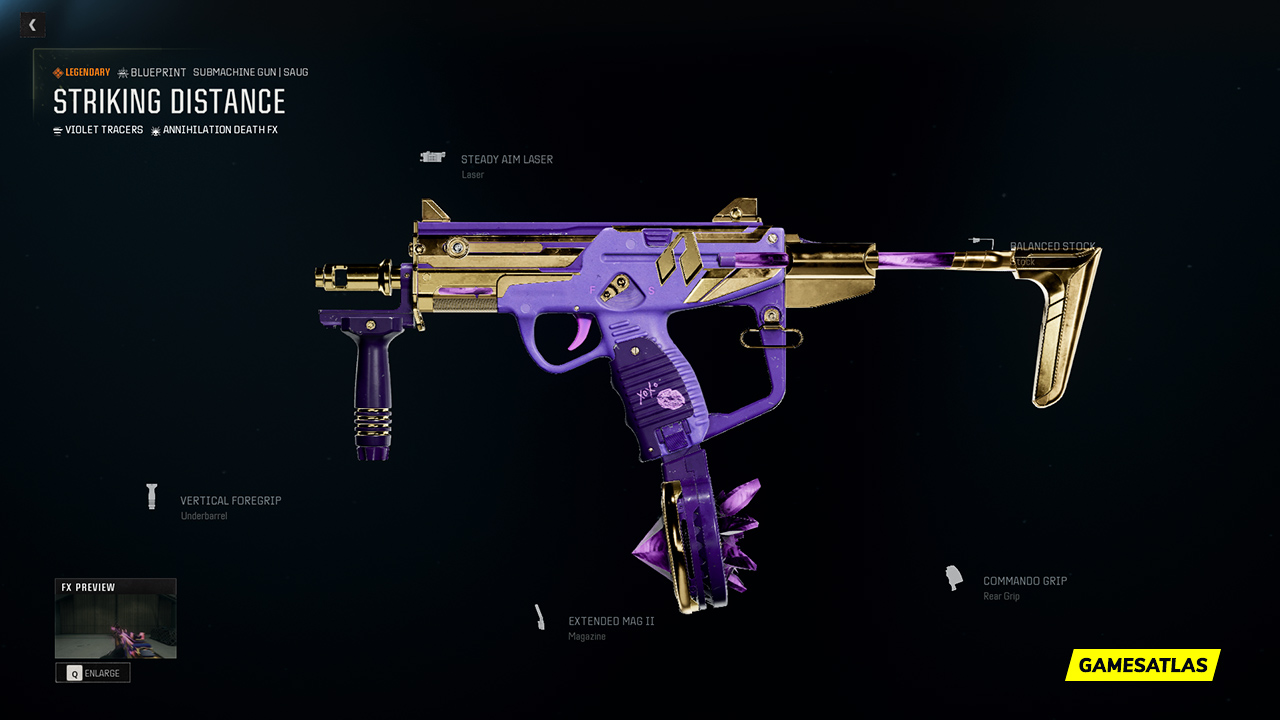 LEGENDARY BLUEPRINT SUBMACHINE GUN | SAUG
STRIKING DISTANCE
VIOLET TRACERS ANNIHILATION DEATH FX
STEADY AIM LASER
Laser
BALANCED STOCK
Stock
F S
XOXO
VERTICAL FOREGRIP
Underbarrel
FX PREVIEW
Q ENLARGE
EXTENDED MAG II
Magazine
COMMANDO GRIP
Rear Grip
GAMESATLAS